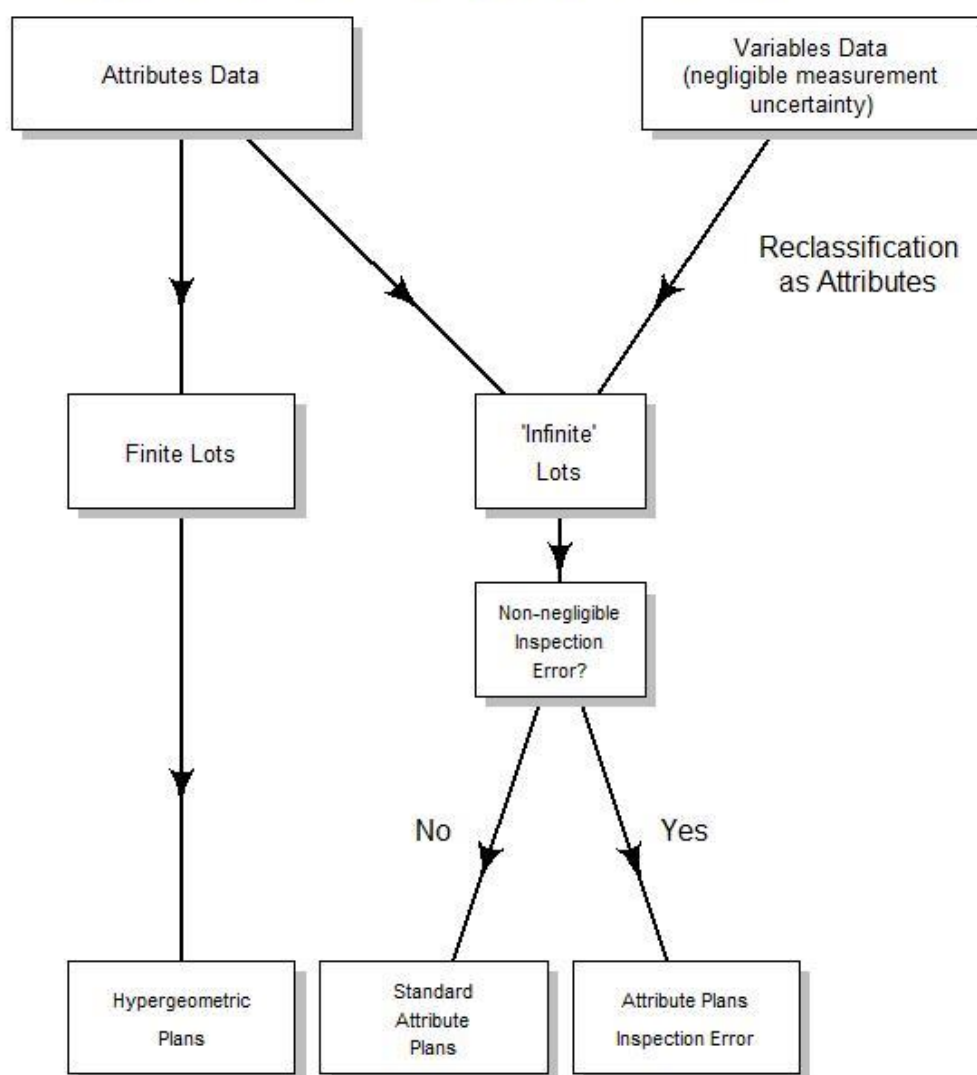 Attributes Data
Variables Data
(negligible measurement
uncertainty)
Reclassification
as Attributes
Finite Lots
'Infinite'
Lots
Non-negligible
Inspection
Error?
No
Yes
Hypergeometric
Plans
Standard
Attribute
Plans
Attribute Plans
Inspection Error